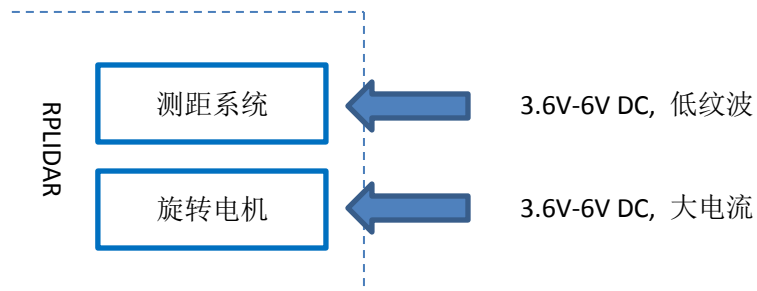 RPLIDAR
测距系统
3.6V-6V DC, 低纹波
旋转电机
3.6V-6V DC, 大电流